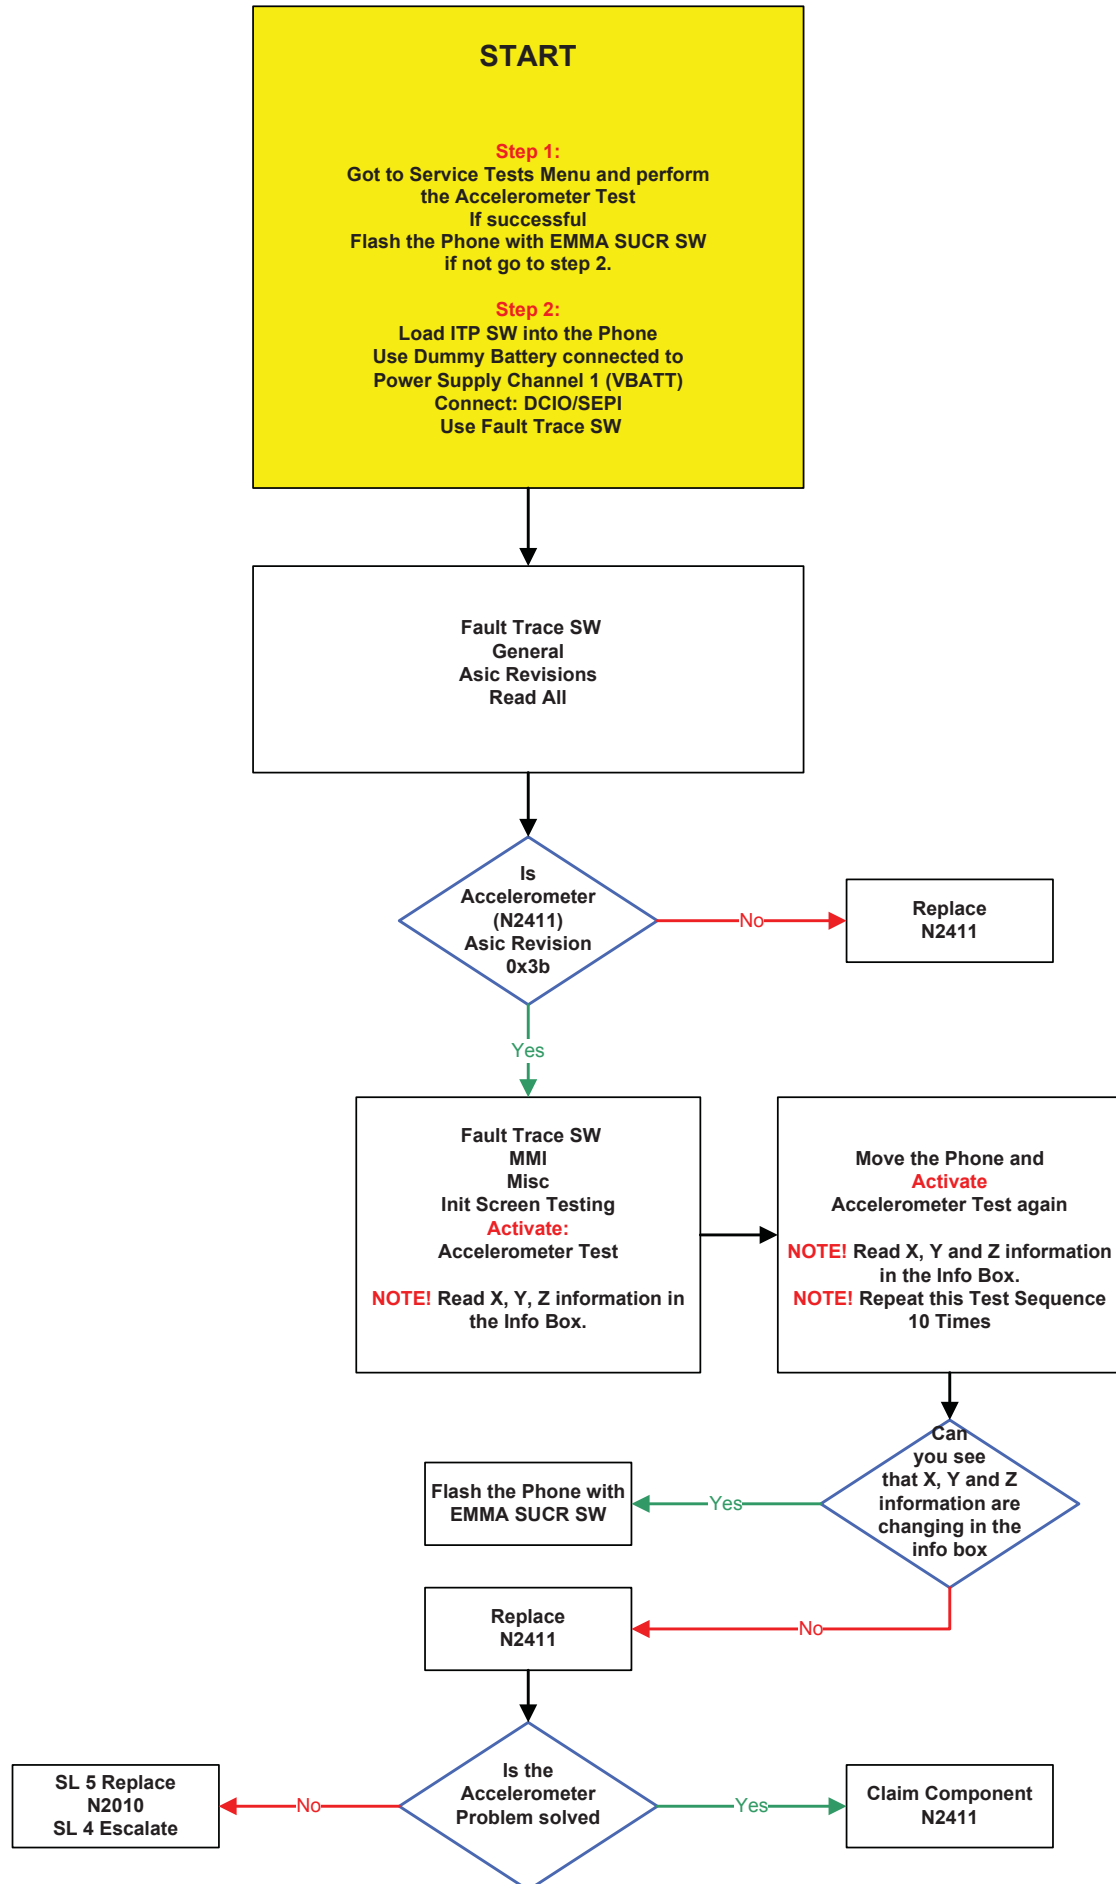 START
Step 1:
Got to Service Tests Menu and perform
the Accelerometer Test
If successful
Flash the Phone with EMMA SUCR SW
if not go to step 2.
Step 2:
Load ITP SW into the Phone
Use Dummy Battery connected to
Power Supply Channel 1 (VBATT)
Connect: DCIO/SEPI
Use Fault Trace SW
Fault Trace SW
General
Asic Revisions
Read All
Is
Accelerometer
(N2411)
Asic Revision
0x3b
No
Replace
N2411
Yes
Fault Trace SW
MMI
Misc
Init Screen Testing
Activate:
Accelerometer Test
NOTE! Read X, Y, Z information in
the Info Box.
Move the Phone and
Activate
Accelerometer Test again
NOTE! Read X, Y and Z information
in the Info Box.
NOTE! Repeat this Test Sequence
10 Times
Can
you see
that X, Y and Z
information are
changing in the
info box
Yes
Flash the Phone with
EMMA SUCR SW
No
Replace
N2411
Is the
Accelerometer
Problem solved
No
SL 5 Replace
N2010
SL 4 Escalate
Yes
Claim Component
N2411